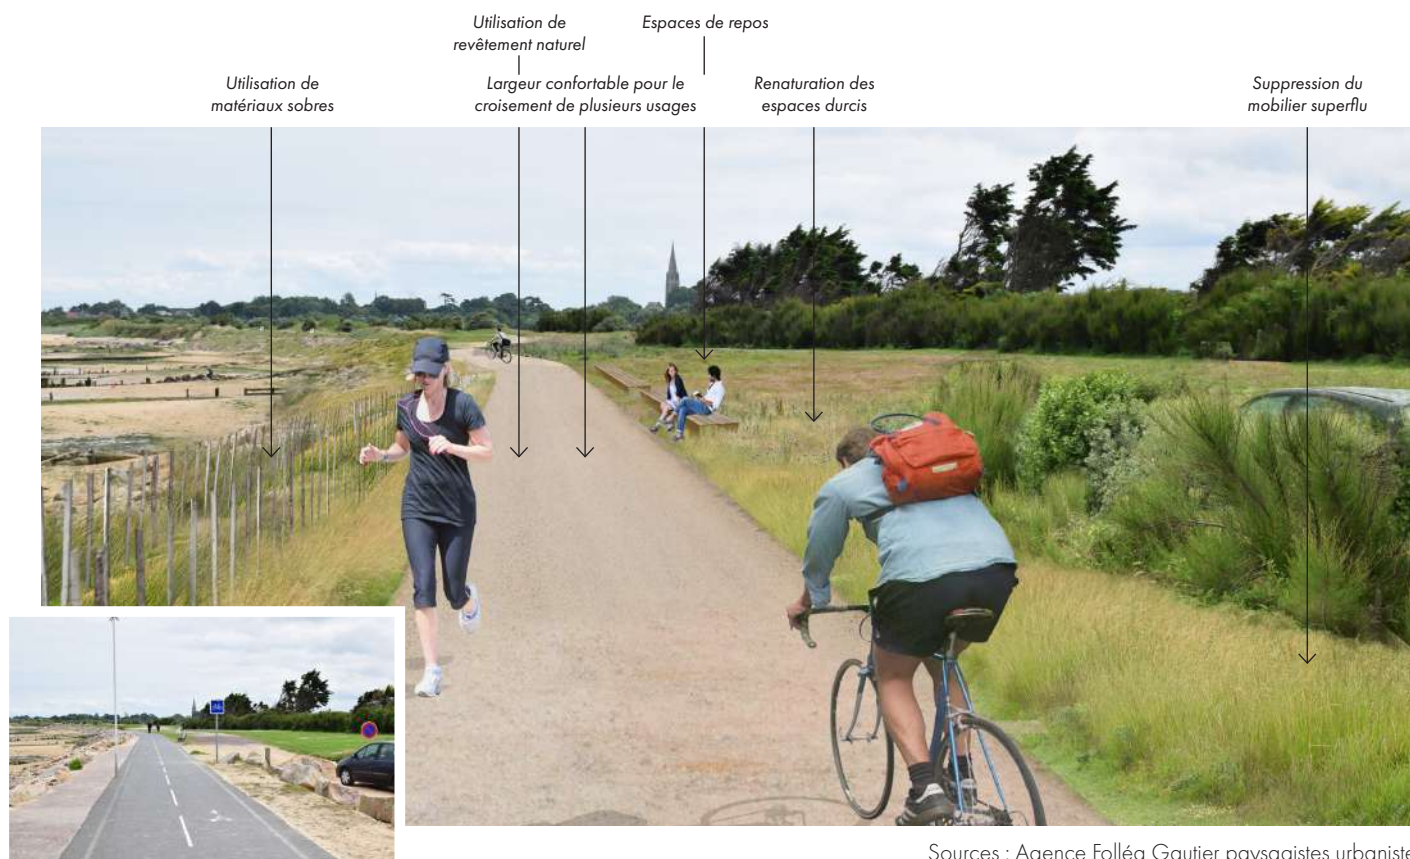 Utilisation de
revêtement naturel
Espaces de repos
Utilisation de
matériaux sobres
Largeur confortable pour le
croisement de plusieurs usages
Renaturation des
espaces durcis
Suppression du
mobilier superflu
Sources : Agence Folléa Gautier paysagistes urbaniste